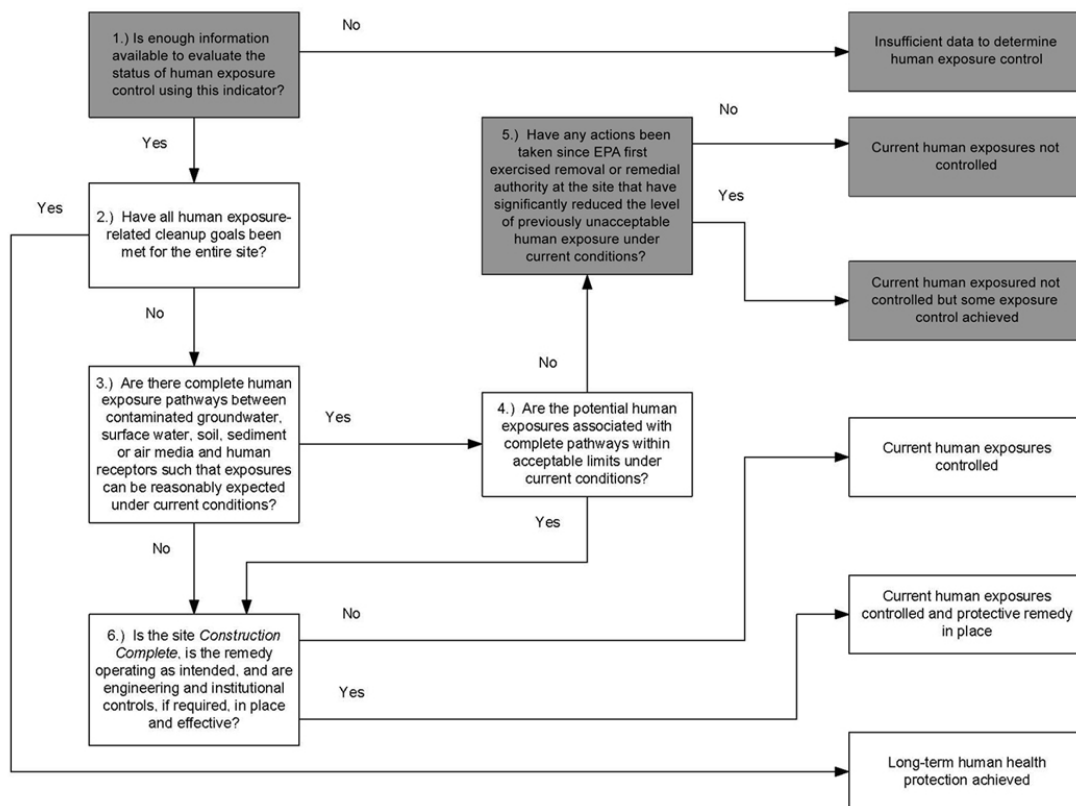 1.) Is enough information
available to evaluate the
status of human exposure
control using this indicator?
No
Insufficient data to determine
human exposure control
Yes
5.) Have any actions been
taken since EPA first
exercised removal or remedial
authority at the site that have
significantly reduced the level
of previously unacceptable
human exposure under
current conditions?
No
Current human exposures not
controlled
Yes
Current human exposured not
controlled but some exposure
control achieved
Yes
2.) Have all human exposure-
related cleanup goals been
met for the entire site?
No
No
3.) Are there complete human
exposure pathways between
contaminated groundwater,
surface water, soil, sediment
or air media and human
receptors such that exposures
can be reasonably expected
under current conditions?
Yes
4.) Are the potential human
exposures associated with
complete pathways within
acceptable limits under
current conditions?
Current human exposures
controlled
No
Yes
6.) Is the site Construction
Complete, is the remedy
operating as intended, and are
engineering and institutional
controls, if required, in place
and effective?
No
Yes
Current human exposures
controlled and protective remedy
in place
Long-term human health
protection achieved